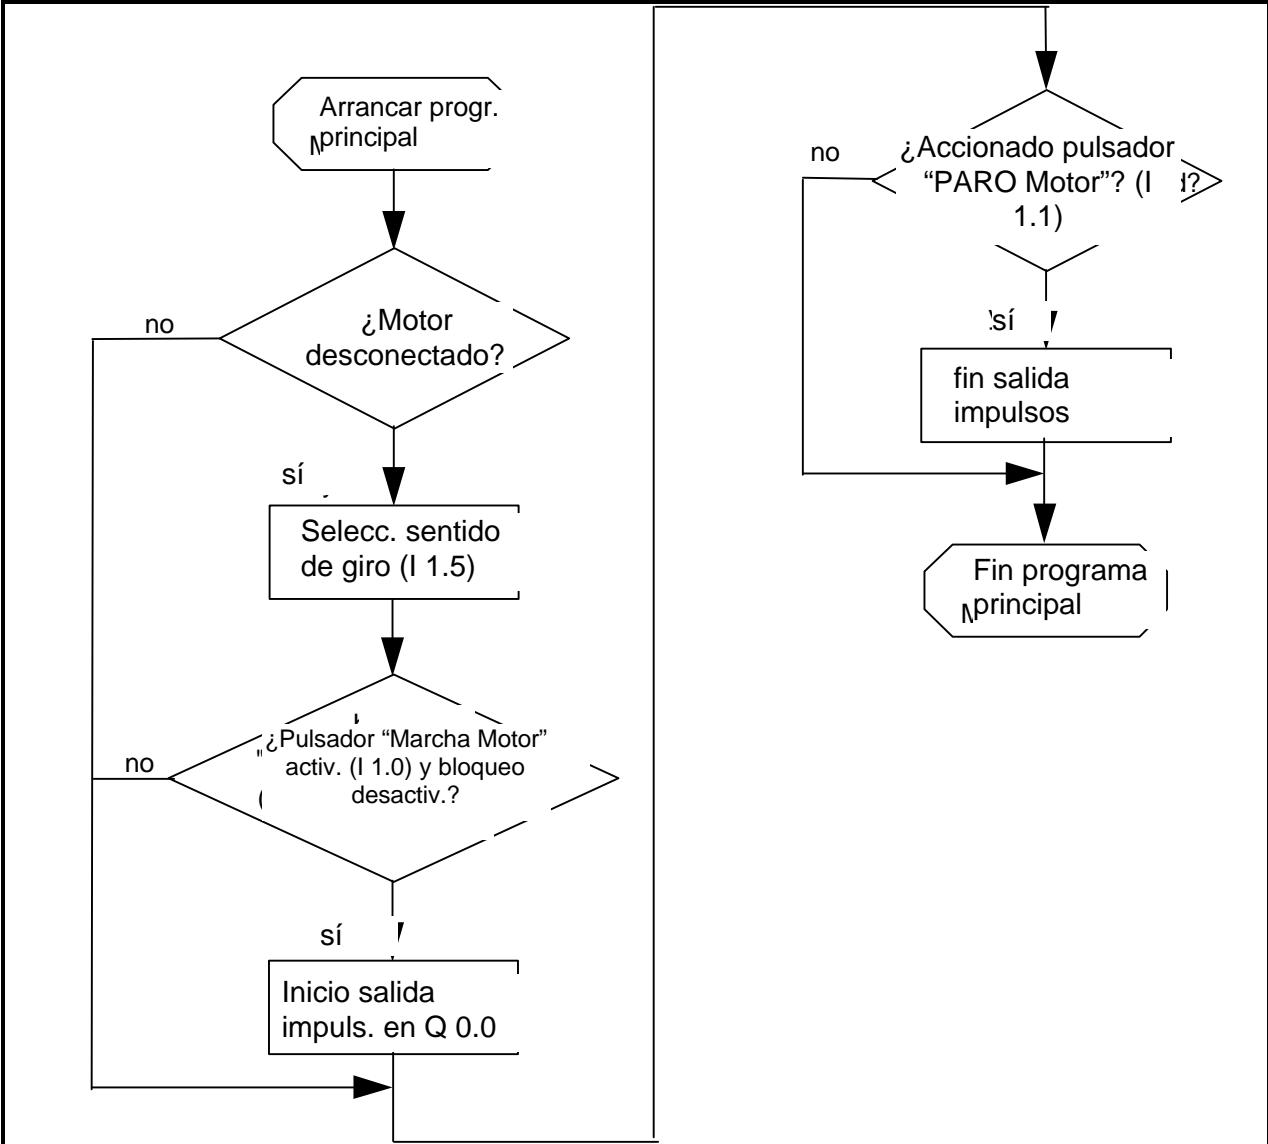 Arrancar progr.
principal
¿Motor
desconectado?
no
sí
Selecc. sentido
de giro (I 1.5)
¿Pulsador “Marcha Motor”
activ. (I 1.0) y bloqueo
desactiv.?
no
sí
Inicio salida
impuls. en Q 0.0
¿Accionado pulsador
“PARO Motor”? (I
1.1)
no
sí
fin salida
impulsos
Fin programa
principal